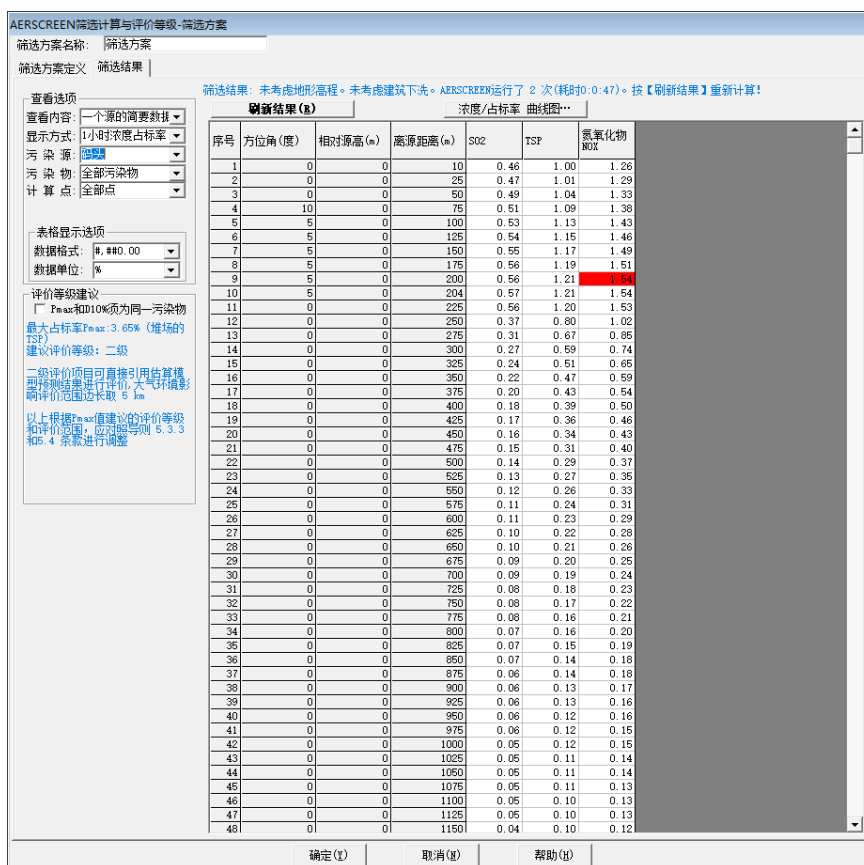 AERSCREEN筛选计算与评价等级-筛选方案
筛选方案名称: 筛选方案
筛选方案定义 筛选结果
筛选结果: 未考虑地形高程。未考虑建筑下洗。AERSCREEN运行了 2 次(耗时0:0:47)。按【刷新结果】重新计算!
查看选项
查看内容: 一个源的简要数据
显示方式: 1小时浓度占标率
污 染 源: 码头
污 染 物: 全部污染物
计 算 点: 全部点
表格显示选项
数据格式: #,##0.00
数据单位: %
评价等级建议
Pmax和D10%须为同一污染物
最大占标率Pmax:3.65% (堆场的
TSP)
建议评价等级: 二级
二级评价项目可直接引用估算模
型预测结果进行评价,大气环境影
响评价范围边长取 5 km
以上根据Pmax值建议的评价等级
和评价范围, 应对照导则 5.3.3
和5.4 条款进行调整
刷新结果(R) 浓度/占标率 曲线图…
序号 方位角(度) 相对源高(m) 离源距离(m) SO2 TSP 氮氧化物
NOX
1 0 0 10 0.46 1.00 1.26
2 0 0 25 0.47 1.01 1.29
3 0 0 50 0.49 1.04 1.33
4 10 0 75 0.51 1.09 1.38
5 5 0 100 0.53 1.13 1.43
6 5 0 125 0.54 1.15 1.46
7 5 0 150 0.55 1.17 1.49
8 5 0 175 0.56 1.19 1.51
9 5 0 200 0.56 1.21 1.54
10 5 0 204 0.57 1.21 1.54
11 0 0 225 0.56 1.20 1.53
12 0 0 250 0.37 0.80 1.02
13 0 0 275 0.31 0.67 0.85
14 0 0 300 0.27 0.59 0.74
15 0 0 325 0.24 0.51 0.65
16 0 0 350 0.22 0.47 0.59
17 0 0 375 0.20 0.43 0.54
18 0 0 400 0.18 0.39 0.50
19 0 0 425 0.17 0.36 0.46
20 0 0 450 0.16 0.34 0.43
21 0 0 475 0.15 0.31 0.40
22 0 0 500 0.14 0.29 0.37
23 0 0 525 0.13 0.27 0.35
24 0 0 550 0.12 0.26 0.33
25 0 0 575 0.11 0.24 0.31
26 0 0 600 0.11 0.23 0.29
27 0 0 625 0.10 0.22 0.28
28 0 0 650 0.10 0.21 0.26
29 0 0 675 0.09 0.20 0.25
30 0 0 700 0.09 0.19 0.24
31 0 0 725 0.08 0.18 0.23
32 0 0 750 0.08 0.17 0.22
33 0 0 775 0.08 0.16 0.21
34 0 0 800 0.07 0.16 0.20
35 0 0 825 0.07 0.15 0.19
36 0 0 850 0.07 0.14 0.18
37 0 0 875 0.06 0.14 0.18
38 0 0 900 0.06 0.13 0.17
39 0 0 925 0.06 0.13 0.16
40 0 0 950 0.06 0.12 0.16
41 0 0 975 0.06 0.12 0.15
42 0 0 1000 0.05 0.12 0.15
43 0 0 1025 0.05 0.11 0.14
44 0 0 1050 0.05 0.11 0.14
45 0 0 1075 0.05 0.11 0.13
46 0 0 1100 0.05 0.10 0.13
47 0 0 1125 0.05 0.10 0.13
48 0 0 1150 0.04 0.10 0.12
确定(Y) 取消(N) 帮助(H)